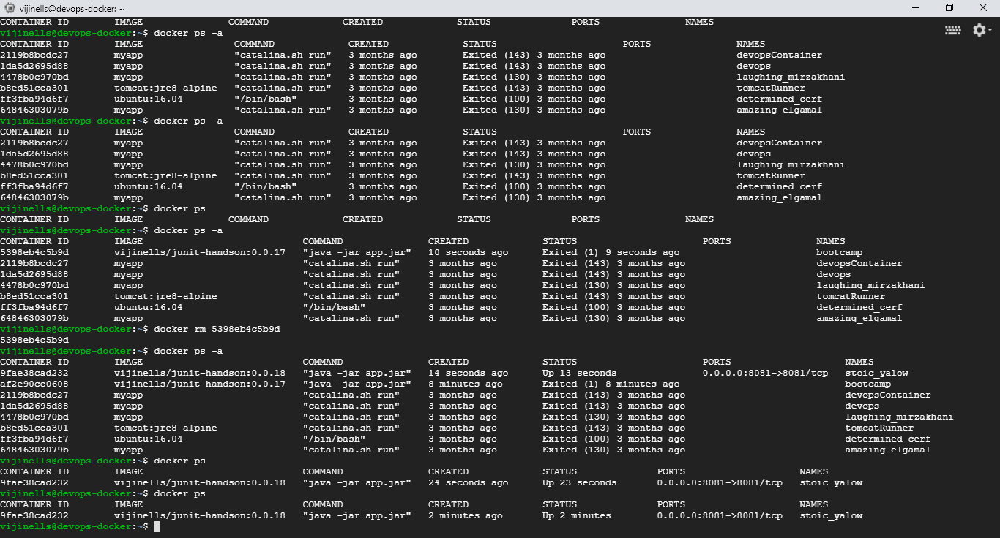 vijinells@devops-docker: ~
CONTAINER ID        IMAGE               COMMAND             CREATED             STATUS              PORTS               NAMES
vijinells@devops-docker:~$ docker ps -a
CONTAINER ID        IMAGE                COMMAND             CREATED             STATUS                      PORTS               NAMES
2119b8bcdc27        myapp                "catalina.sh run"   3 months ago        Exited (143) 3 months ago                       devopsContainer
1da5d2695d88        myapp                "catalina.sh run"   3 months ago        Exited (143) 3 months ago                       devops
4478b0c970bd        myapp                "catalina.sh run"   3 months ago        Exited (130) 3 months ago                       laughing_mirzakhani
b8ed51cca301        tomcat:jre8-alpine   "catalina.sh run"   3 months ago        Exited (143) 3 months ago                       tomcatRunner
ff3fba94d6f7        ubuntu:16.04         "/bin/bash"         3 months ago        Exited (100) 3 months ago                       determined_cerf
64846303079b        myapp                "catalina.sh run"   3 months ago        Exited (130) 3 months ago                       amazing_elgamal
vijinells@devops-docker:~$ docker ps -a
CONTAINER ID        IMAGE                COMMAND             CREATED             STATUS                      PORTS               NAMES
2119b8bcdc27        myapp                "catalina.sh run"   3 months ago        Exited (143) 3 months ago                       devopsContainer
1da5d2695d88        myapp                "catalina.sh run"   3 months ago        Exited (143) 3 months ago                       devops
4478b0c970bd        myapp                "catalina.sh run"   3 months ago        Exited (130) 3 months ago                       laughing_mirzakhani
b8ed51cca301        tomcat:jre8-alpine   "catalina.sh run"   3 months ago        Exited (143) 3 months ago                       tomcatRunner
ff3fba94d6f7        ubuntu:16.04         "/bin/bash"         3 months ago        Exited (100) 3 months ago                       determined_cerf
64846303079b        myapp                "catalina.sh run"   3 months ago        Exited (130) 3 months ago                       amazing_elgamal
vijinells@devops-docker:~$ docker ps
CONTAINER ID        IMAGE               COMMAND             CREATED             STATUS              PORTS               NAMES
vijinells@devops-docker:~$ docker ps -a
CONTAINER ID        IMAGE                            COMMAND               CREATED             STATUS                      PORTS               NAMES
5398eb4c5b9d        vijinells/junit-handson:0.0.17   "java -jar app.jar"   10 seconds ago      Exited (1) 9 seconds ago                        bootcamp
2119b8bcdc27        myapp                            "catalina.sh run"     3 months ago        Exited (143) 3 months ago                       devopsContainer
1da5d2695d88        myapp                            "catalina.sh run"     3 months ago        Exited (143) 3 months ago                       devops
4478b0c970bd        myapp                            "catalina.sh run"     3 months ago        Exited (130) 3 months ago                       laughing_mirzakhani
b8ed51cca301        tomcat:jre8-alpine               "catalina.sh run"     3 months ago        Exited (143) 3 months ago                       tomcatRunner
ff3fba94d6f7        ubuntu:16.04                     "/bin/bash"           3 months ago        Exited (100) 3 months ago                       determined_cerf
64846303079b        myapp                            "catalina.sh run"     3 months ago        Exited (130) 3 months ago                       amazing_elgamal
vijinells@devops-docker:~$ docker rm 5398eb4c5b9d
5398eb4c5b9d
vijinells@devops-docker:~$ docker ps -a
CONTAINER ID        IMAGE                            COMMAND               CREATED             STATUS                      PORTS                    NAMES
9fae38cad232        vijinells/junit-handson:0.0.18   "java -jar app.jar"   14 seconds ago      Up 13 seconds               0.0.0.0:8081->8081/tcp   stoic_yalow
af2e90cc0608        vijinells/junit-handson:0.0.17   "java -jar app.jar"   8 minutes ago       Exited (1) 8 minutes ago                             bootcamp
2119b8bcdc27        myapp                            "catalina.sh run"     3 months ago        Exited (143) 3 months ago                            devopsContainer
1da5d2695d88        myapp                            "catalina.sh run"     3 months ago        Exited (143) 3 months ago                            devops
4478b0c970bd        myapp                            "catalina.sh run"     3 months ago        Exited (130) 3 months ago                            laughing_mirzakhani
b8ed51cca301        tomcat:jre8-alpine               "catalina.sh run"     3 months ago        Exited (143) 3 months ago                            tomcatRunner
ff3fba94d6f7        ubuntu:16.04                     "/bin/bash"           3 months ago        Exited (100) 3 months ago                            determined_cerf
64846303079b        myapp                            "catalina.sh run"     3 months ago        Exited (130) 3 months ago                            amazing_elgamal
vijinells@devops-docker:~$ docker ps
CONTAINER ID        IMAGE                            COMMAND               CREATED             STATUS              PORTS                    NAMES
9fae38cad232        vijinells/junit-handson:0.0.18   "java -jar app.jar"   24 seconds ago      Up 23 seconds       0.0.0.0:8081->8081/tcp   stoic_yalow
vijinells@devops-docker:~$ docker ps
CONTAINER ID        IMAGE                            COMMAND               CREATED             STATUS              PORTS                    NAMES
9fae38cad232        vijinells/junit-handson:0.0.18   "java -jar app.jar"   2 minutes ago       Up 2 minutes        0.0.0.0:8081->8081/tcp   stoic_yalow
vijinells@devops-docker:~$